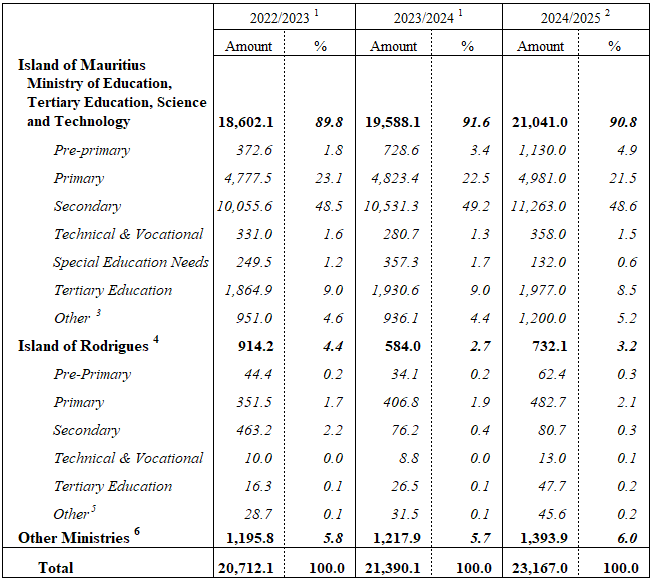 2022/2023 1 2023/2024 1 2024/2025 2
Amount % Amount % Amount %
Island of Mauritius
Ministry of Education,
Tertiary Education, Science
and Technology 18,602.1 89.8 19,588.1 91.6 21,041.0 90.8
Pre-primary 372.6 1.8 728.6 3.4 1,130.0 4.9
Primary 4,777.5 23.1 4,823.4 22.5 4,981.0 21.5
Secondary 10,055.6 48.5 10,531.3 49.2 11,263.0 48.6
Technical & Vocational 331.0 1.6 280.7 1.3 358.0 1.5
Special Education Needs 249.5 1.2 357.3 1.7 132.0 0.6
Tertiary Education 1,864.9 9.0 1,930.6 9.0 1,977.0 8.5
Other 3 951.0 4.6 936.1 4.4 1,200.0 5.2
Island of Rodrigues 4 914.2 4.4 584.0 2.7 732.1 3.2
Pre-Primary 44.4 0.2 34.1 0.2 62.4 0.3
Primary 351.5 1.7 406.8 1.9 482.7 2.1
Secondary 463.2 2.2 76.2 0.4 80.7 0.3
Technical & Vocational 10.0 0.0 8.8 0.0 13.0 0.1
Tertiary Education 16.3 0.1 26.5 0.1 47.7 0.2
Other 5 28.7 0.1 31.5 0.1 45.6 0.2
Other Ministries 6 1,195.8 5.8 1,217.9 5.7 1,393.9 6.0
Total 20,712.1 100.0 21,390.1 100.0 23,167.0 100.0